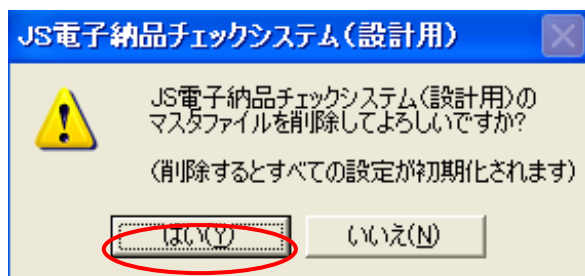 JS電子納品チェックシステム(設計用)
JS電子納品チェックシステム(設計用)の
マスタファイルを削除してよろしいですか?
(削除するとすべての設定が初期化されます)
はい(Y)
いいえ(N)